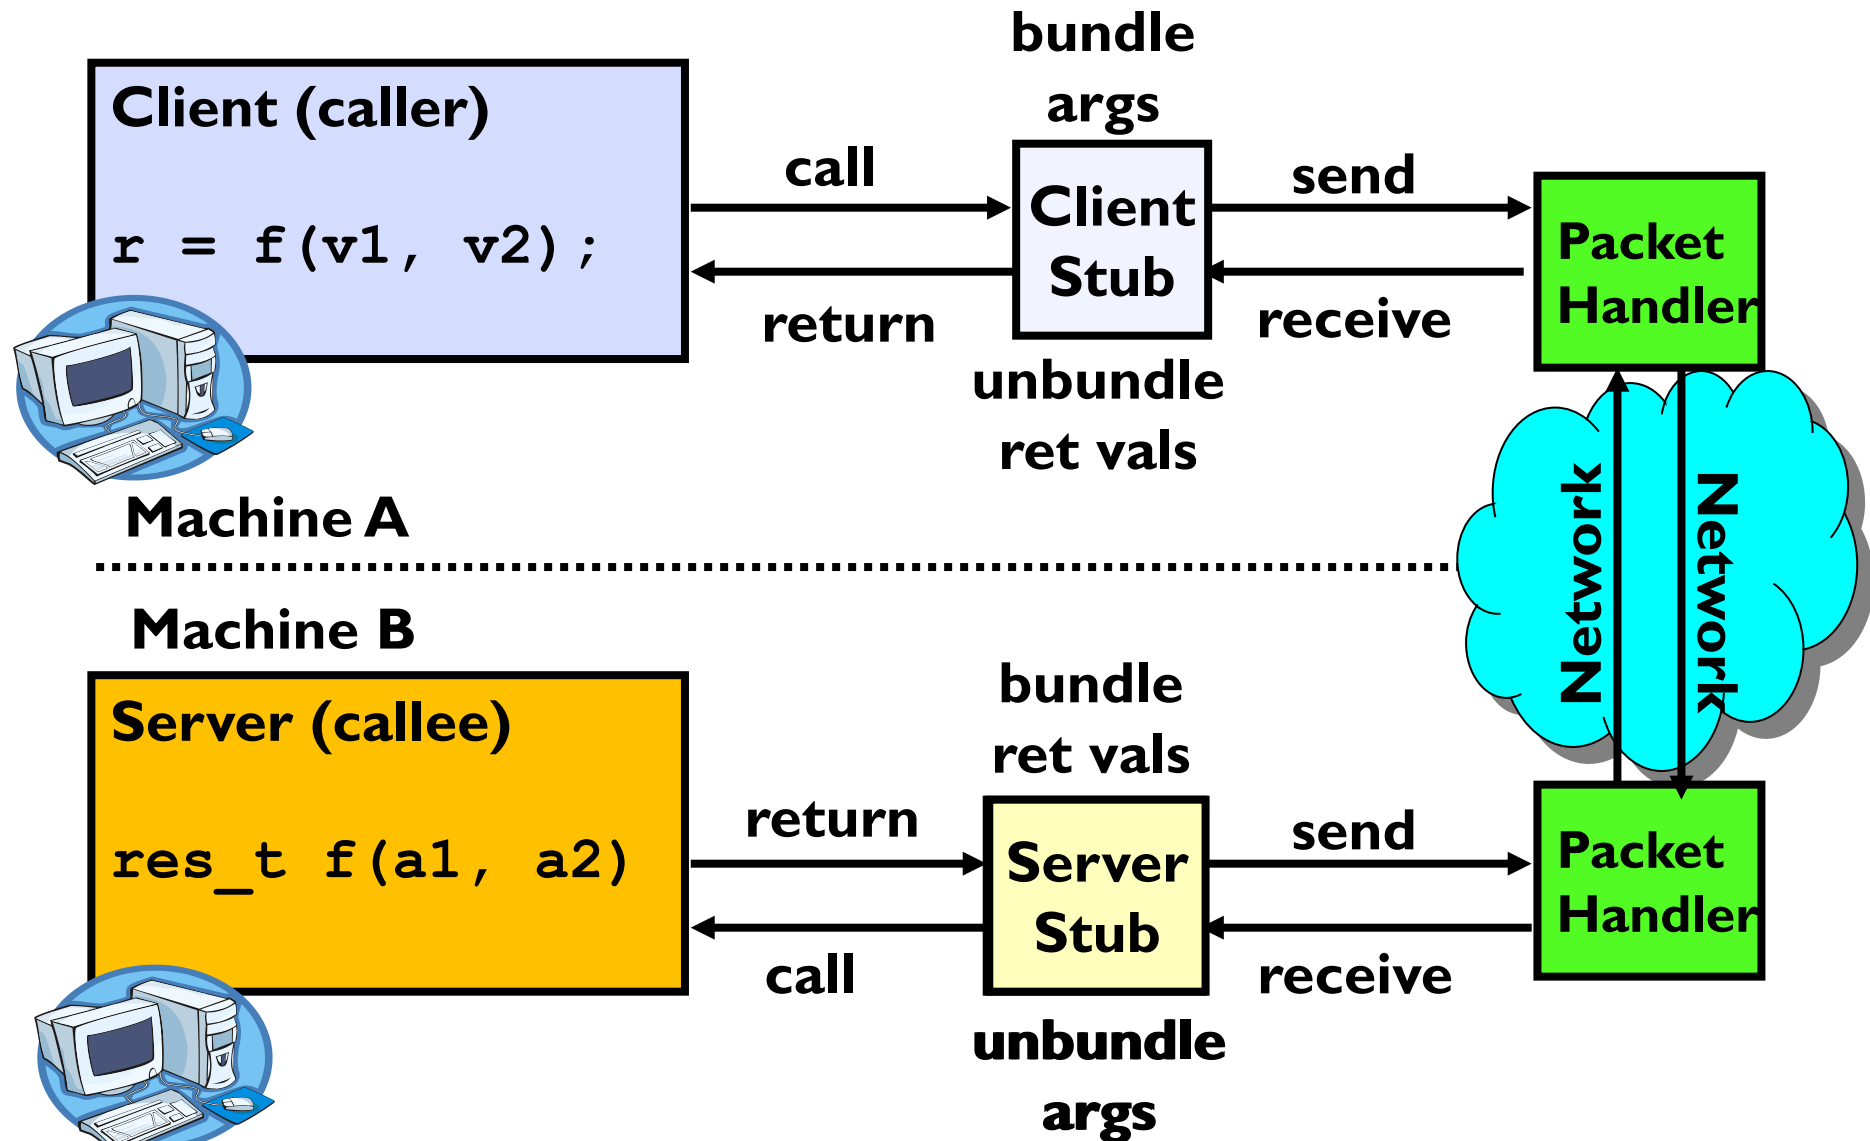 bundle
args
Client (caller)
r = f(v1, v2);
call
return
Client
Stub
unbundle
ret vals
send
receive
Packet
Handler
Machine A
Network
Network
Machine B
Server (callee)
res_t f(a1, a2)
return
call
bundle
ret vals
Server
Stub
unbundle
args
send
receive
Packet
Handler